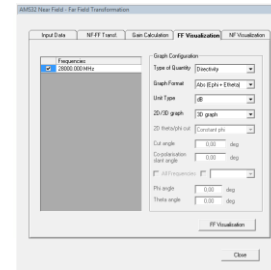 AMS32 Near Field - Far Field Transformation
Input Data
NF-FF Transf.
Gain Calculation
FF Visualization
NF Visualization
Frequencies
28000.000 MHz
Graph Configuration
Type of Quantity Directivity
Graph Format Abs (Ephi + Etheta)
Unit Type dB
2D/3D graph 3D graph
2D theta/phi cut Constant phi
Cut angle 0,00 deg
Co-polarisation slant angle 0,00 deg
All Frequencies
Phi angle 0,00 deg
Theta angle 0,00 deg
FF Visualization
Close